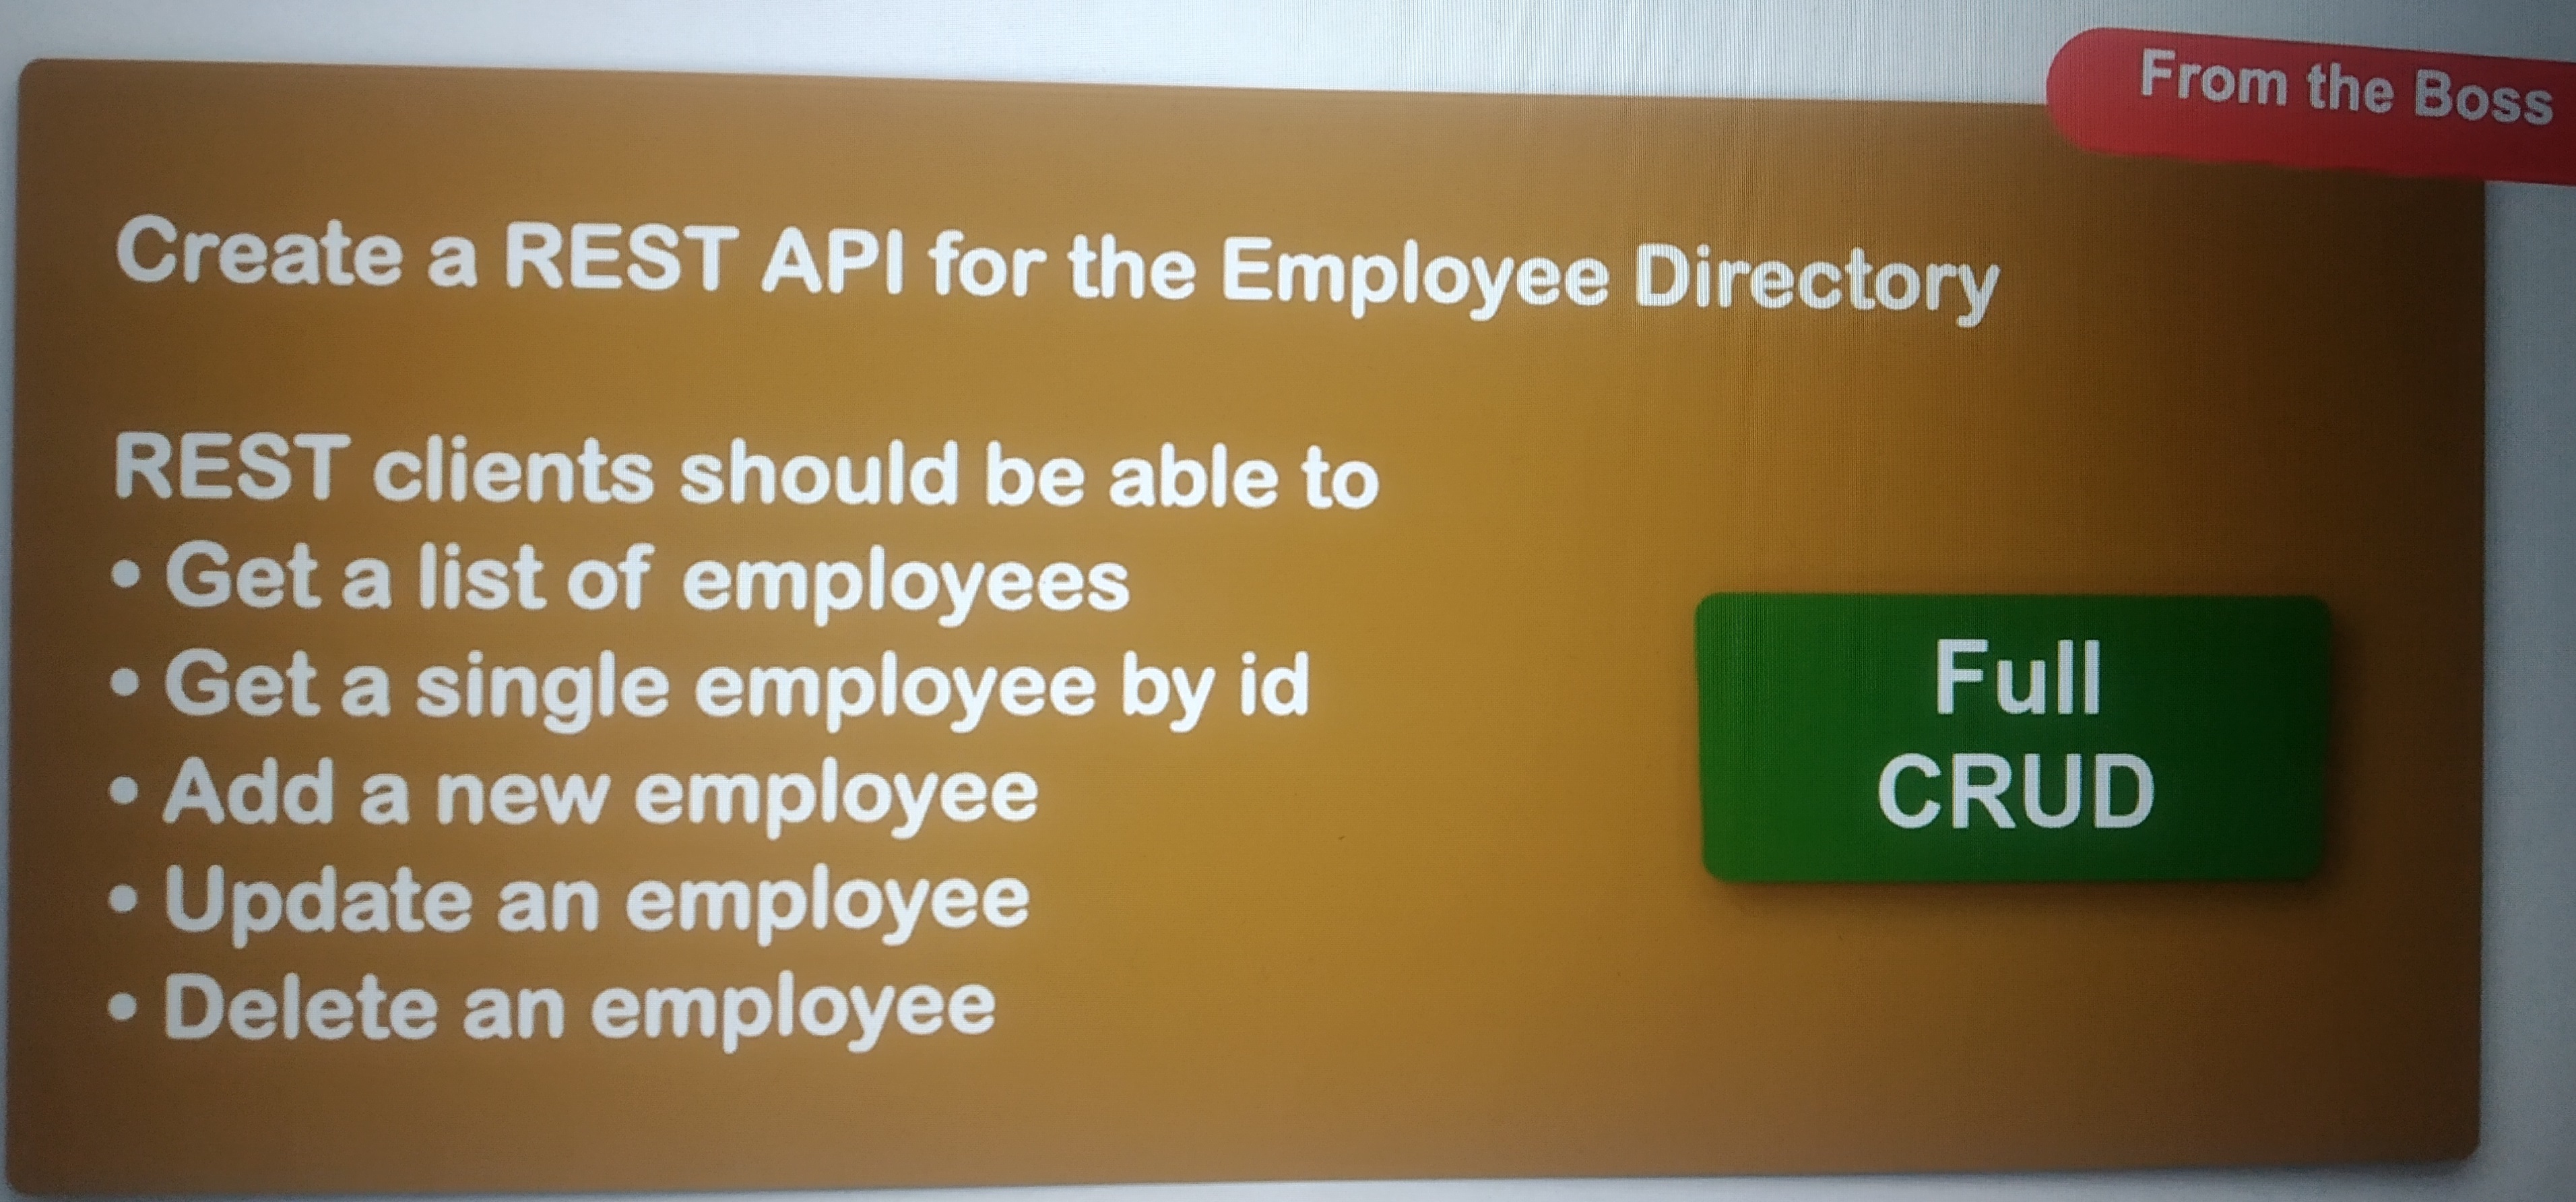 From the Boss
Create a REST API for the Employee Directory
REST clients should be able to
• Get a list of employees
• Get a single employee by id
• Add a new employee
• Update an employee
• Delete an employee
Full
CRUD